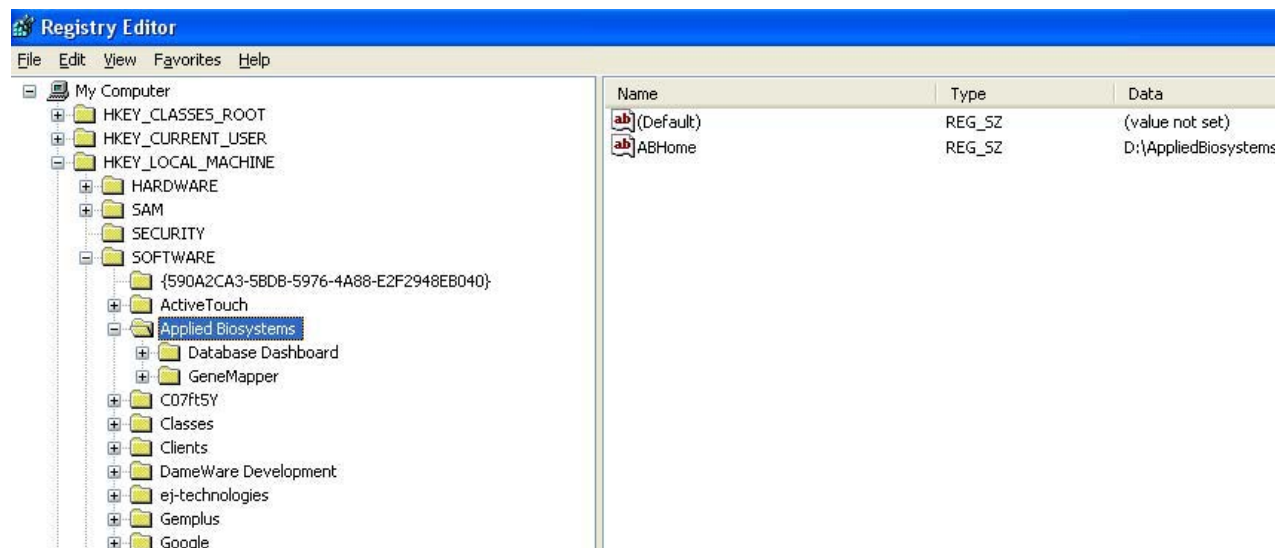 Registry Editor
File Edit View Favorites Help
My Computer
HKEY_CLASSES_ROOT
HKEY_CURRENT_USER
HKEY_LOCAL_MACHINE
HARDWARE
SAM
SECURITY
SOFTWARE
{590A2CA3-5BDB-5976-4A88-E2F2948EB040}
ActiveTouch
Applied Biosystems
Database Dashboard
GeneMapper
C07ft5Y
Classes
Clients
DameWare Development
ej-technologies
Gemplus
Google
Name Type Data
ab (Default) REG_SZ (value not set)
ab ABHome REG_SZ D:\AppliedBiosystems